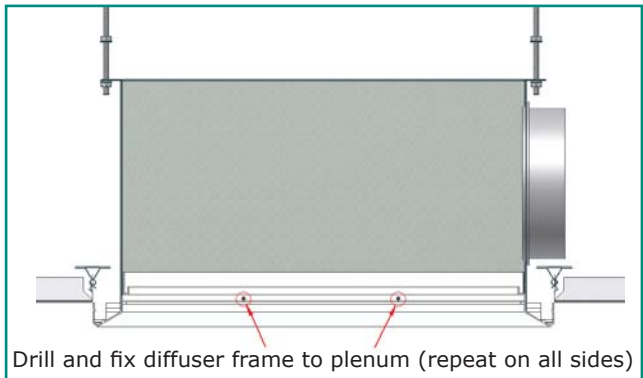 Drill and fix diffuser frame to plenum (repeat on all sides)